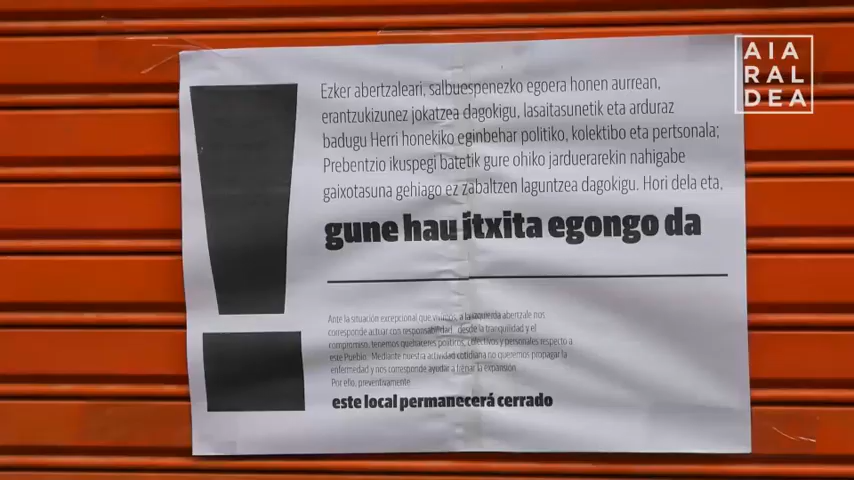 AIA
RAL
DEA
Ezker abertzaleari, salbuespenezko egoera honen aurrean,
erantzukizunez jokatzea dagokigu, lasaitasunetik eta arduraz
badugu Herri honekiko eginbehar politiko, kolektibo eta pertsonala;
Prebentzio ikuspegi batetik gure ohiko jarduerarekin nahigabe
gaixotasuna gehiago ez zabaltzen laguntzea dagokigu. Hori dela eta,
gune hau itxita egongo da
Ante la situación excepcional que vivimos, a la izquierda abertzale nos
corresponde actuar con responsabilidad, desde la tranquilidad y el
compromiso, tenemos quehaceres políticos, colectivos y personales respecto a
este Pueblo. Mediante nuestra actividad cotidiana no queremos propagar la
enfermedad y nos corresponde ayudar a frenar la expansión.
Por ello, preventivamente
este local permanecerá cerrado